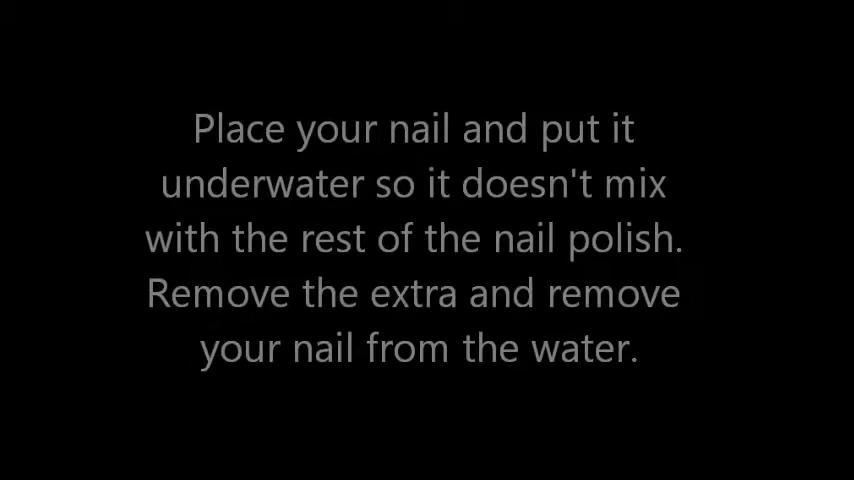 Place your nail and put it
underwater so it doesn't mix
with the rest of the nail polish.
Remove the extra and remove
your nail from the water.